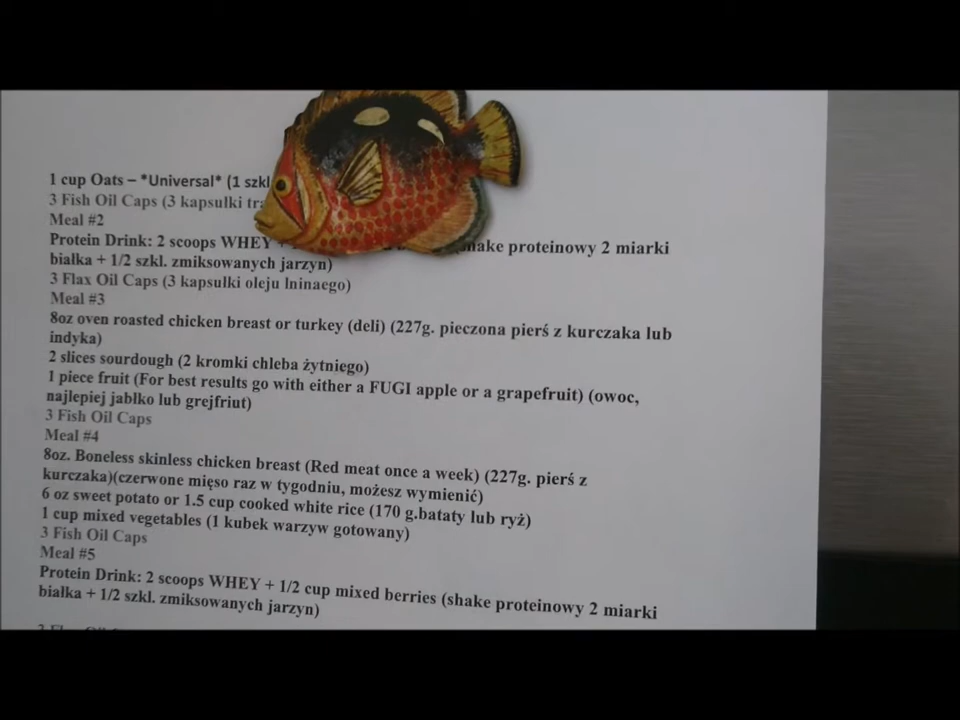 1 cup Oats – *Universal* (1 szkl
3 Fish Oil Caps (3 kapsułki
Meal #2
Protein Drink: 2 scoops WHEY + shake proteinowy 2 miarki
białka + 1/2 szkl. zmiksowanych jarzyn)
3 Flax Oil Caps (3 kapsułki oleju lninaego)
Meal #3
8oz oven roasted chicken breast or turkey (deli) (227g. pieczona pierś z kurczaka lub
indyka)
2 slices sourdough (2 kromki chleba żytniego)
1 piece fruit (For best results go with either a FUGI apple or a grapefruit) (owoc,
najlepiej jabłko lub grejfriut)
3 Fish Oil Caps
Meal #4
8oz. Boneless skinless chicken breast (Red meat once a week) (227g. pierś z
kurczaka)(czerwone mięso raz w tygodniu, możesz wymienić)
6 oz sweet potato or 1.5 cup cooked white rice (170 g.bataty lub ryż)
1 cup mixed vegetables (1 kubek warzyw gotowany)
3 Fish Oil Caps
Meal #5
Protein Drink: 2 scoops WHEY + 1/2 cup mixed berries (shake proteinowy 2 miarki
białka + 1/2 szkl. zmiksowanych jarzyn)